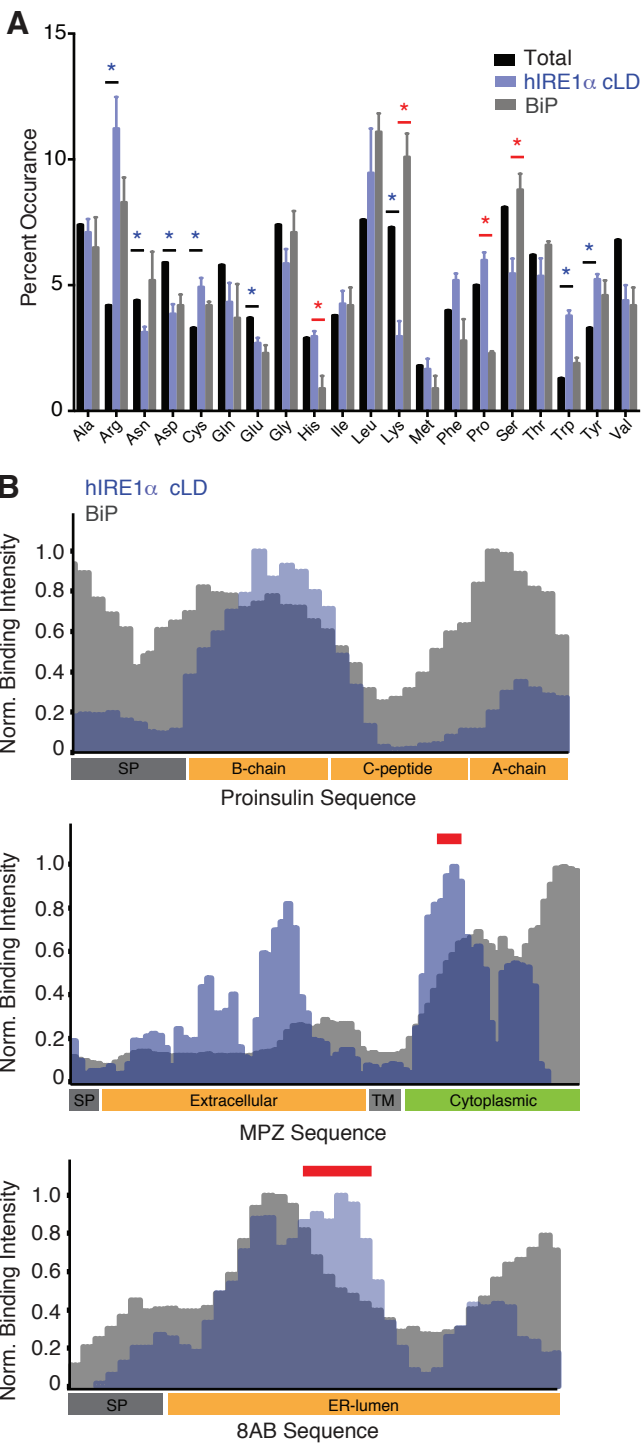 A
15
10
5
0
Percent Occurance
Total
hIRE1α cLD
BiP
* * * * * * * * * * * * *
Ala Arg Asn Asp Cys Gln Glu Gly His Ile Leu Lys Met Phe Pro Ser Thr Trp Tyr Val
B
hIRE1α cLD
BiP
Norm. Binding Intensity
1.0
0.8
0.6
0.4
0.2
0
SP B-chain C-peptide A-chain
Proinsulin Sequence
Norm. Binding Intensity
1.0
0.8
0.6
0.4
0.2
0
SP Extracellular TM Cytoplasmic
MPZ Sequence
Norm. Binding Intensity
1.0
0.8
0.6
0.4
0.2
0
SP ER-lumen
8AB Sequence